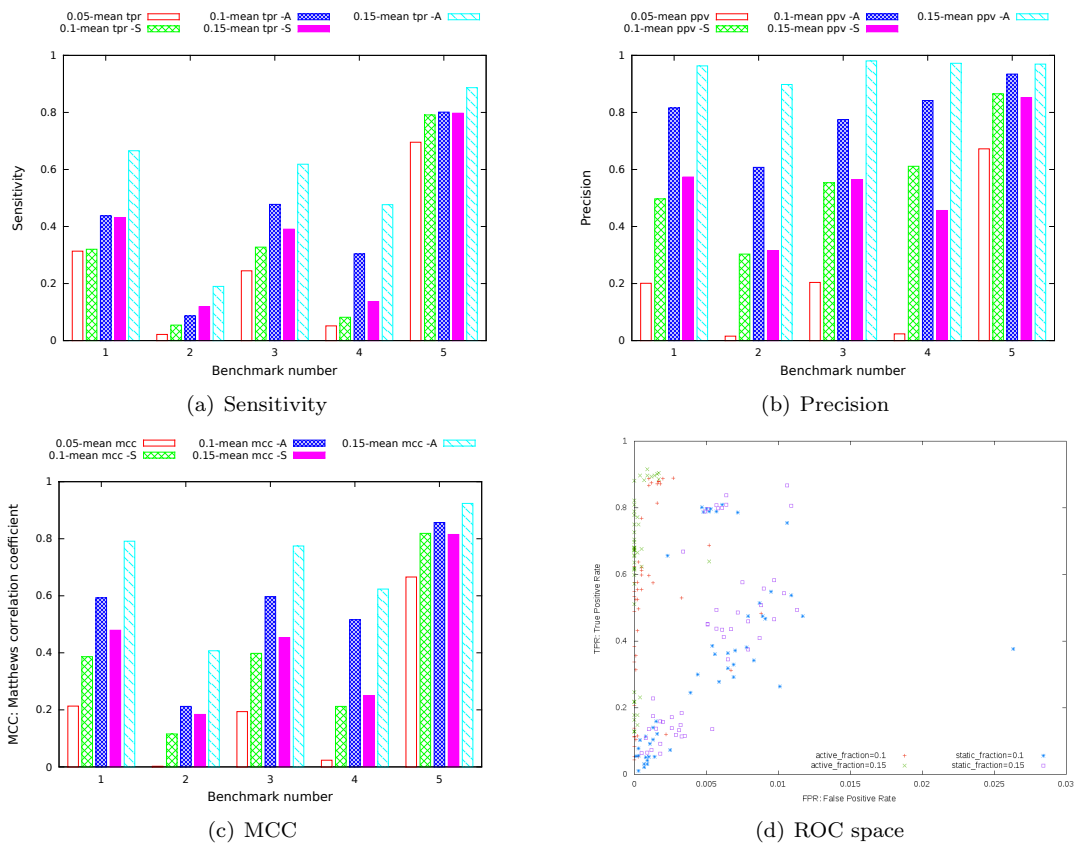 0.05-mean tpr
0.1-mean tpr -S
0.1-mean tpr -A
0.15-mean tpr -S
0.15-mean tpr -A
1
0.8
0.6
0.4
0.2
0
Sensitivity
1 2 3 4 5
Benchmark number
(a) Sensitivity
0.05-mean ppv
0.1-mean ppv -S
0.1-mean ppv -A
0.15-mean ppv -S
0.15-mean ppv -A
1
0.8
0.6
0.4
0.2
0
Precision
1 2 3 4 5
Benchmark number
(b) Precision
0.05-mean mcc
0.1-mean mcc -S
0.1-mean mcc -A
0.15-mean mcc -S
0.15-mean mcc -A
1
0.8
0.6
0.4
0.2
0
MCC: Matthews correlation coefficient
1 2 3 4 5
Benchmark number
(c) MCC
1
0.8
0.6
0.4
0.2
0
TPR: True Positive Rate
active_fraction=0.1
active_fraction=0.15
static_fraction=0.1
static_fraction=0.15
0 0.005 0.01 0.015 0.02 0.025 0.03
FPR: False Positive Rate
(d) ROC space